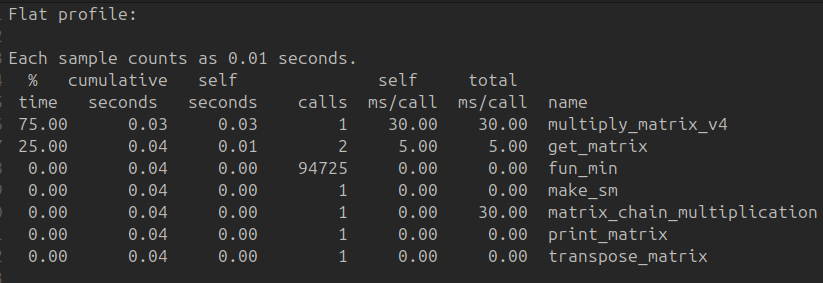 Flat profile:
Each sample counts as 0.01 seconds.
%   cumulative   self              self     total
time   seconds   seconds    calls  ms/call  ms/call  name
75.00      0.03     0.03        1    30.00    30.00  multiply_matrix_v4
25.00      0.04     0.01        2     5.00     5.00  get_matrix
0.00      0.04     0.00    94725     0.00     0.00  fun_min
0.00      0.04     0.00        1     0.00     0.00  make_sm
0.00      0.04     0.00        1     0.00    30.00  matrix_chain_multiplication
0.00      0.04     0.00        1     0.00     0.00  print_matrix
0.00      0.04     0.00        1     0.00     0.00  transpose_matrix